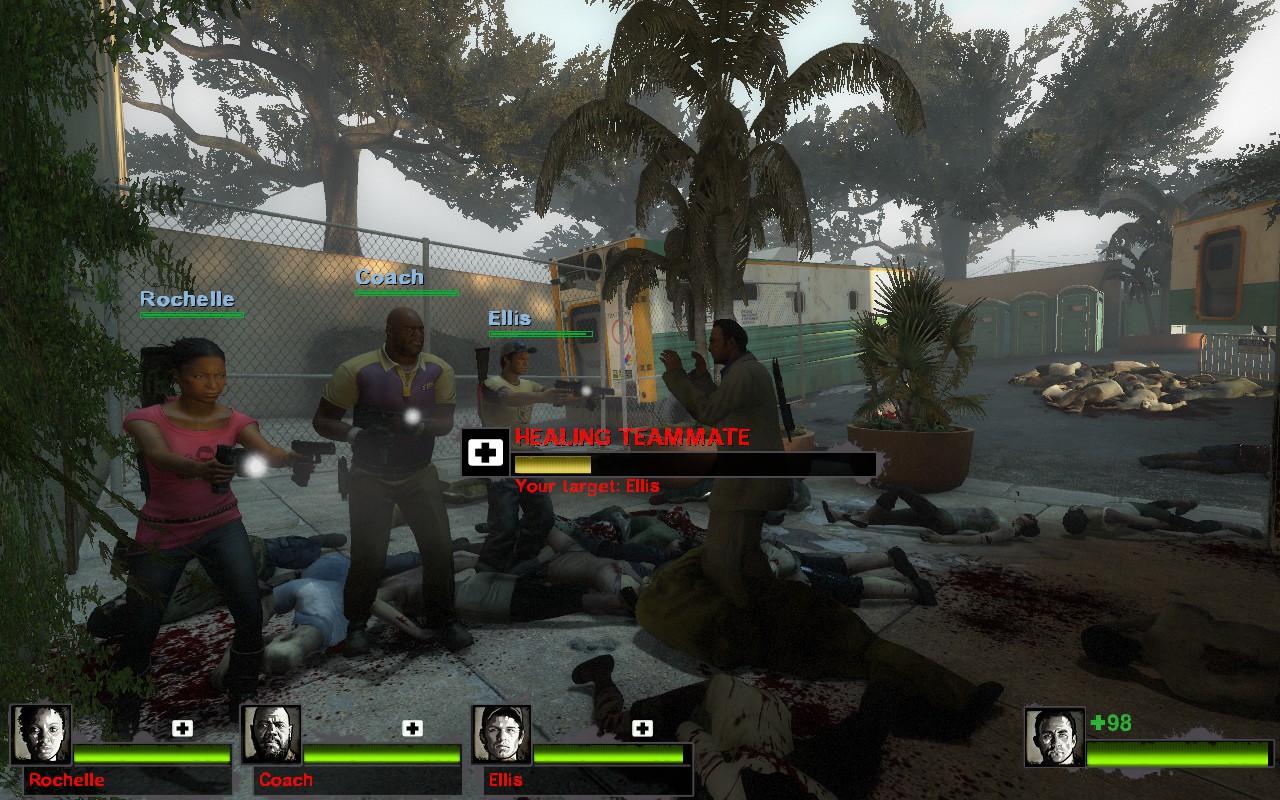 Coach
Rochelle
Ellis
HEALING TEAMMATE
Your target: Ellis
+98
Rochelle
Coach
Ellis